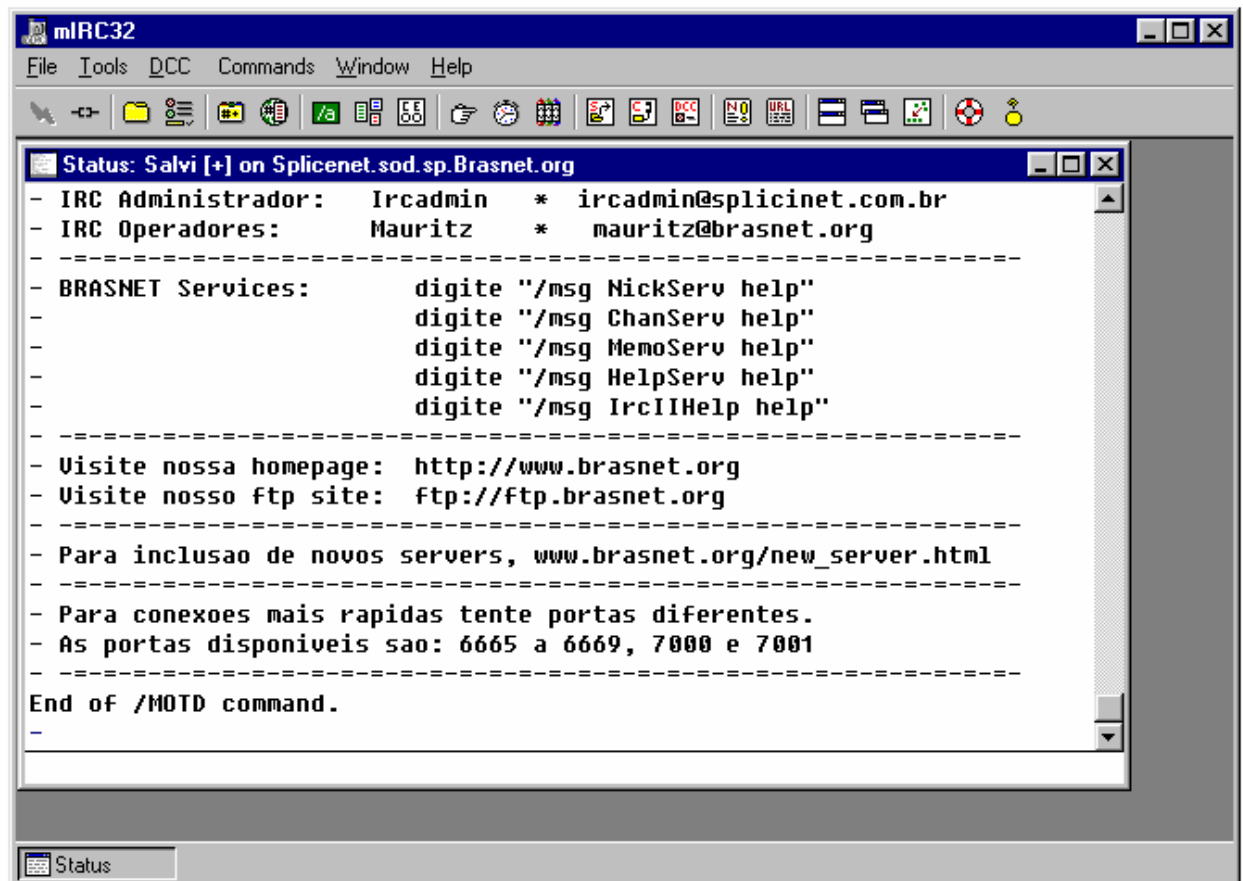 mIRC32
File Tools DCC Commands Window Help
Status: Salvi [+] on Splicenet.sod.sp.Brasnet.org
- IRC Administrador: Ircadmin * ircadmin@splicinet.com.br
- IRC Operadores: Mauritz * mauritz@brasnet.org
- -=-=-=-=-=-=-=-=-=-=-=-=-=-=-=-=-=-=-=-=-=-=-=-=-=-=-=-=-=-=-=-=--
- BRASNET Services: digite "/msg NickServ help"
- digite "/msg ChanServ help"
- digite "/msg MemoServ help"
- digite "/msg HelpServ help"
- digite "/msg IrcIIHelp help"
- -=-=-=-=-=-=-=-=-=-=-=-=-=-=-=-=-=-=-=-=-=-=-=-=-=-=-=-=-=-=-=-=--
- Visite nossa homepage: http://www.brasnet.org
- Visite nosso ftp site: ftp://ftp.brasnet.org
- -=-=-=-=-=-=-=-=-=-=-=-=-=-=-=-=-=-=-=-=-=-=-=-=-=-=-=-=-=-=-=-=--
- Para inclusao de novos servers, www.brasnet.org/new_server.html
- -=-=-=-=-=-=-=-=-=-=-=-=-=-=-=-=-=-=-=-=-=-=-=-=-=-=-=-=-=-=-=-=--
- Para conexoes mais rapidas tente portas diferentes.
- As portas disponiveis sao: 6665 a 6669, 7000 e 7001
- -=-=-=-=-=-=-=-=-=-=-=-=-=-=-=-=-=-=-=-=-=-=-=-=-=-=-=-=-=-=-=-=--
End of /MOTD command.
-
Status